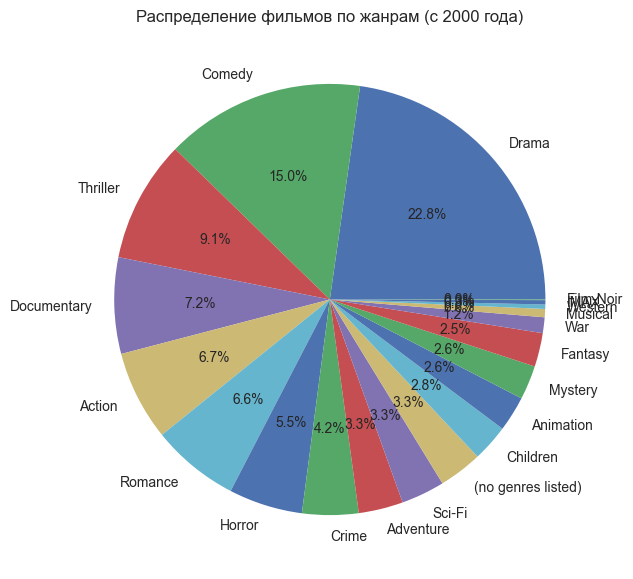 Распределение фильмов по жанрам (с 2000 года)
Comedy
Drama
15.0%
Thriller
22.8%
9.1%
Documentary
7.2%
Film-Noir
IMAX
Western
Musical
1.2%
War
2.5%
Fantasy
2.6%
Mystery
6.7%
2.6%
Action
2.8%
Animation
6.6%
3.3%
Children
5.5%
4.2%
3.3%
3.3%
Romance
(no genres listed)
Horror
Sci-Fi
Crime
Adventure